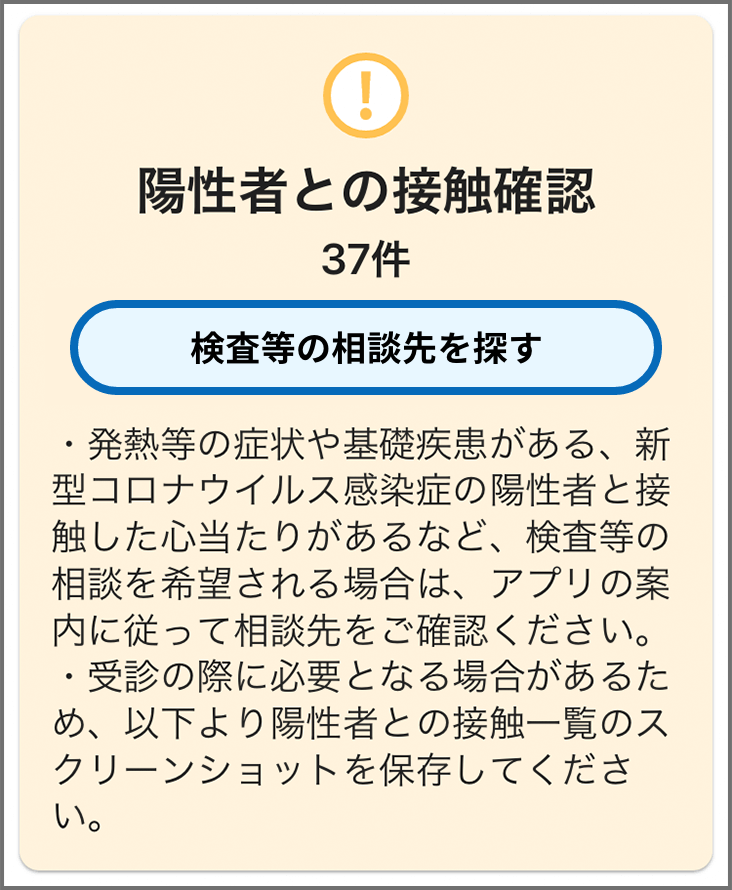 陽性者との接触確認
37件
検査等の相談先を探す
・発熱等の症状や基礎疾患がある、新
型コロナウイルス感染症の陽性者と接
触した心当たりがあるなど、検査等の
相談を希望される場合は、アプリの案
内に従って相談先をご確認ください。
・受診の際に必要となる場合があるた
め、以下より陽性者との接触一覧のス
クリーンショットを保存してくださ
い。